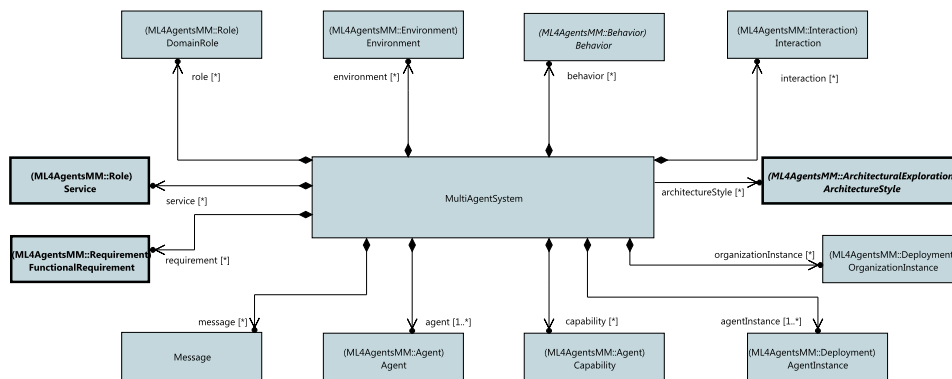 (ML4AgentsMM::Role)
DomainRole
(ML4AgentsMM::Environment)
Environment
(ML4AgentsMM::Behavior)
Behavior
(ML4AgentsMM::Interaction)
Interaction
role [*]
environment [*]
behavior [*]
interaction [*]
(ML4AgentsMM::Role)
Service
service [*]
MultiAgentSystem
architectureStyle [*]
(ML4AgentsMM::ArchitecturalExploration
ArchitectureStyle
(ML4AgentsMM::Requirement)
FunctionalRequirement
requirement [*]
organizationInstance [*]
(ML4AgentsMM::Deployment)
OrganizationInstance
message [*]
agent [1..*]
capability [*]
agentInstance [1..*]
Message
(ML4AgentsMM::Agent)
Agent
(ML4AgentsMM::Agent)
Capability
(ML4AgentsMM::Deployment)
AgentInstance